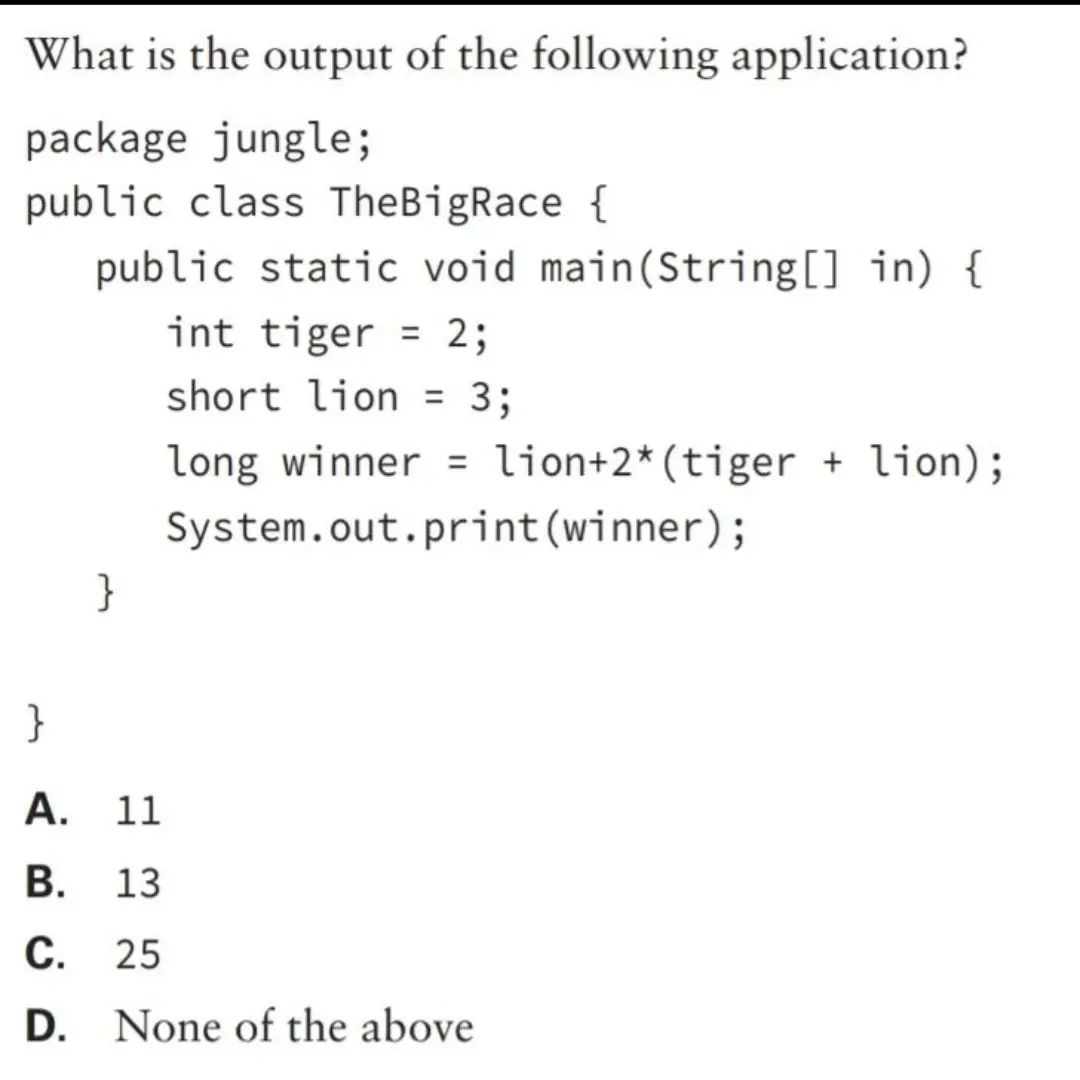 What is the output of the following application?
package jungle;
public class TheBigRace {
public static void main(String[] in) {
int tiger = 2;
short lion = 3;
long winner = lion+2*(tiger + lion);
System.out.print(winner);
}
}
A. 11
B. 13
C. 25
D. None of the above